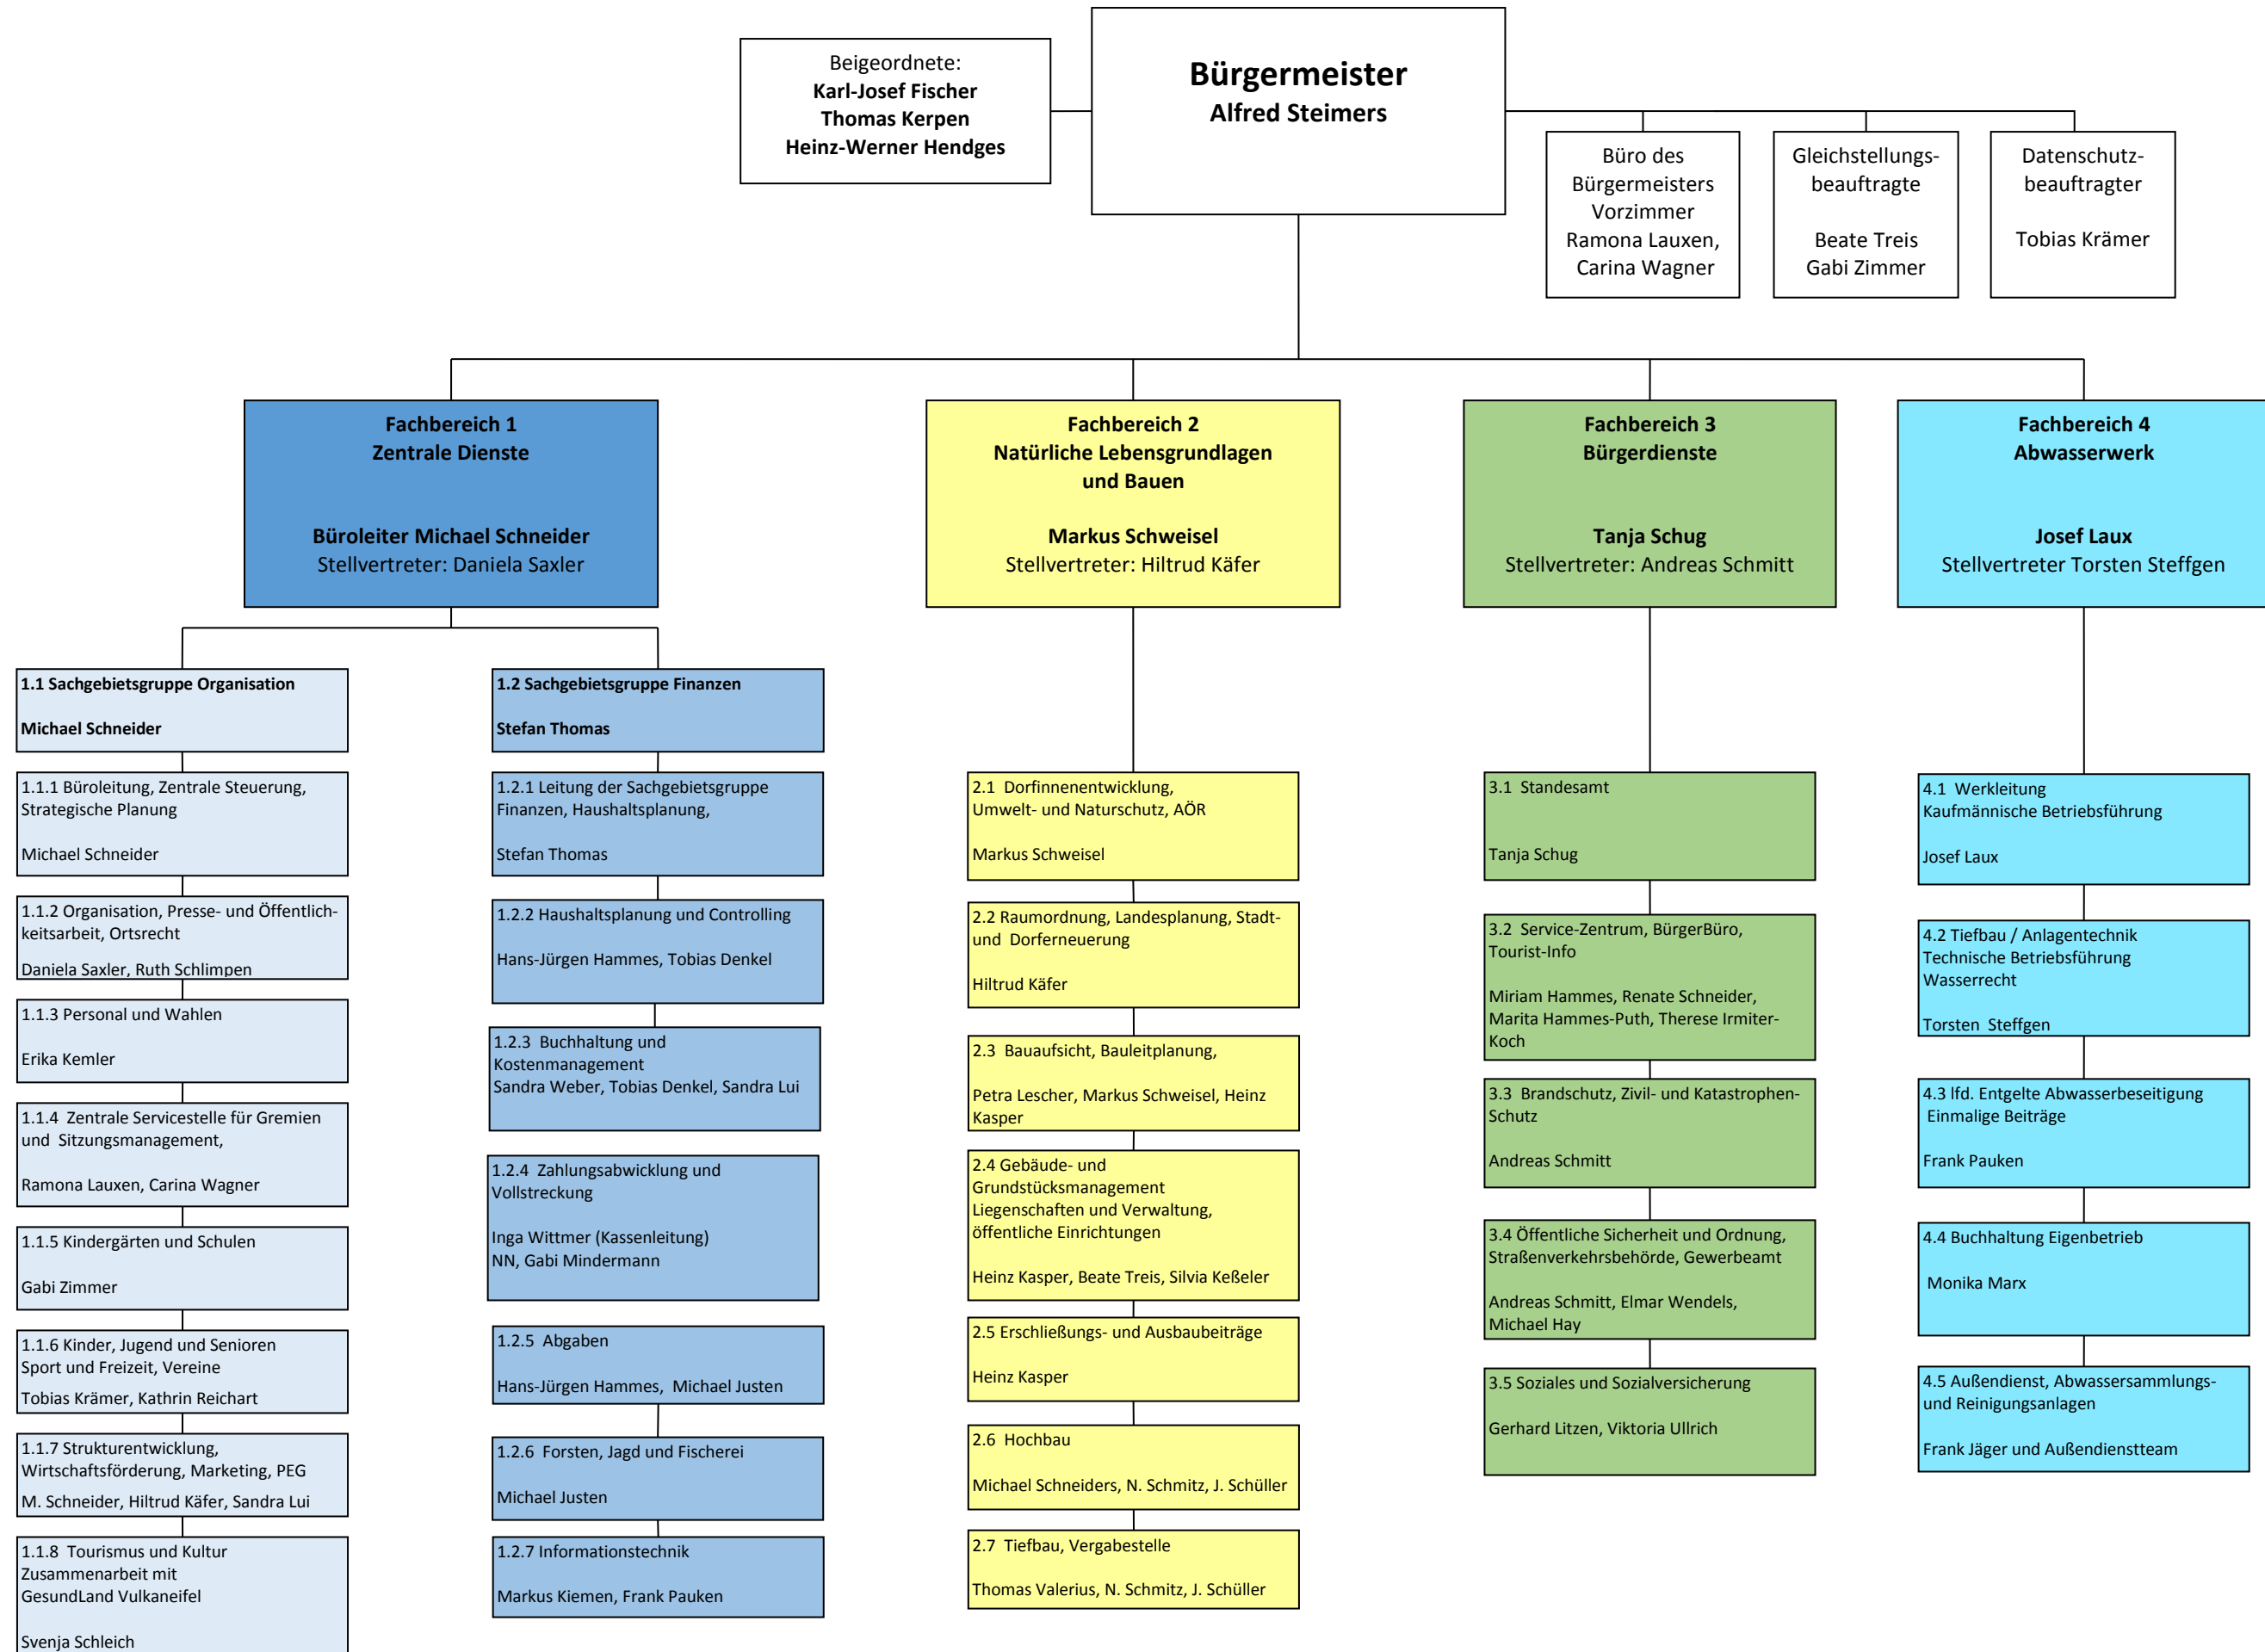 Beigeordnete:
Karl-Josef Fischer
Thomas Kerpen
Heinz-Werner Hendges
Bürgermeister
Alfred Steimers
Büro des
Bürgermeisters
Vorzimmer
Ramona Lauxen,
Carina Wagner
Gleichstellungs-
beauftragte
Beate Treis
Gabi Zimmer
Datenschutz-
beauftragter
Tobias Krämer
Fachbereich 1
Zentrale Dienste
Büroleiter Michael Schneider
Stellvertreter: Daniela Saxler
Fachbereich 2
Natürliche Lebensgrundlagen
und Bauen
Markus Schweisel
Stellvertreter: Hiltrud Käfer
Fachbereich 3
Bürgerdienste
Tanja Schug
Stellvertreter: Andreas Schmitt
Fachbereich 4
Abwasserwerk
Josef Laux
Stellvertreter Torsten Steffgen
1.1 Sachgebietsgruppe Organisation
Michael Schneider
1.1.1 Büroleitung, Zentrale Steuerung,
Strategische Planung
Michael Schneider
1.1.2 Organisation, Presse- und Öffentlich-
keitsarbeit, Ortsrecht
Daniela Saxler, Ruth Schlimpen
1.1.3 Personal und Wahlen
Erika Kemler
1.1.4  Zentrale Servicestelle für Gremien
und  Sitzungsmanagement,
Ramona Lauxen, Carina Wagner
1.1.5 Kindergärten und Schulen
Gabi Zimmer
1.1.6 Kinder, Jugend und Senioren
Sport und Freizeit, Vereine
Tobias Krämer, Kathrin Reichart
1.1.7 Strukturentwicklung,
Wirtschaftsförderung, Marketing, PEG
M. Schneider, Hiltrud Käfer, Sandra Lui
1.1.8  Tourismus und Kultur
Zusammenarbeit mit
GesundLand Vulkaneifel
Svenja Schleich
1.2 Sachgebietsgruppe Finanzen
Stefan Thomas
1.2.1 Leitung der Sachgebietsgruppe
Finanzen, Haushaltsplanung,
Stefan Thomas
1.2.2 Haushaltsplanung und Controlling
Hans-Jürgen Hammes, Tobias Denkel
1.2.3  Buchhaltung und
Kostenmanagement
Sandra Weber, Tobias Denkel, Sandra Lui
1.2.4  Zahlungsabwicklung und
Vollstreckung
Inga Wittmer (Kassenleitung)
NN, Gabi Mindermann
1.2.5  Abgaben
Hans-Jürgen Hammes,  Michael Justen
1.2.6  Forsten, Jagd und Fischerei
Michael Justen
1.2.7 Informationstechnik
Markus Kiemen, Frank Pauken
2.1  Dorfinnenentwicklung,
Umwelt- und Naturschutz, AÖR
Markus Schweisel
2.2 Raumordnung, Landesplanung, Stadt-
und  Dorferneuerung
Hiltrud Käfer
2.3  Bauaufsicht, Bauleitplanung,
Petra Lescher, Markus Schweisel, Heinz
Kasper
2.4 Gebäude- und
Grundstücksmanagement
Liegenschaften und Verwaltung,
öffentliche Einrichtungen
Heinz Kasper, Beate Treis, Silvia Keßeler
2.5 Erschließungs- und Ausbaubeiträge
Heinz Kasper
2.6  Hochbau
Michael Schneiders, N. Schmitz, J. Schüller
2.7  Tiefbau, Vergabestelle
Thomas Valerius, N. Schmitz, J. Schüller
3.1  Standesamt
Tanja Schug
3.2  Service-Zentrum, BürgerBüro,
Tourist-Info
Miriam Hammes, Renate Schneider,
Marita Hammes-Puth, Therese Irmiter-
Koch
3.3  Brandschutz, Zivil- und Katastrophen-
Schutz
Andreas Schmitt
3.4 Öffentliche Sicherheit und Ordnung,
Straßenverkehrsbehörde, Gewerbeamt
Andreas Schmitt, Elmar Wendels,
Michael Hay
3.5 Soziales und Sozialversicherung
Gerhard Litzen, Viktoria Ullrich
4.1  Werkleitung
Kaufmännische Betriebsführung
Josef Laux
4.2 Tiefbau / Anlagentechnik
Technische Betriebsführung
Wasserrecht
Torsten  Steffgen
4.3 lfd. Entgelte Abwasserbeseitigung
Einmalige Beiträge
Frank Pauken
4.4 Buchhaltung Eigenbetrieb
Monika Marx
4.5 Außendienst, Abwassersammlungs-
und Reinigungsanlagen
Frank Jäger und Außendienstteam